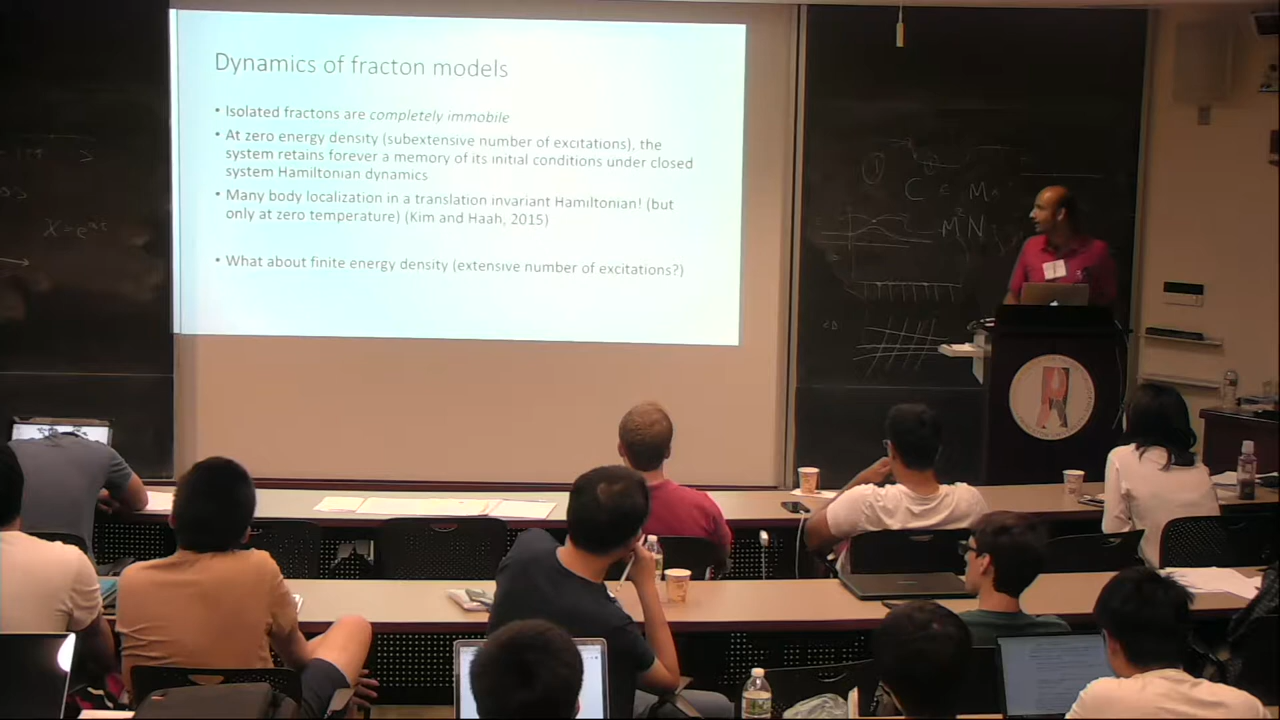 Dynamics of fracton models
• Isolated fractons are completely immobile
• At zero energy density (subextensive number of excitations), the
system retains forever a memory of its initial conditions under closed
system Hamiltonian dynamics
• Many body localization in a translation invariant Hamiltonian! (but
only at zero temperature) (Kim and Haah, 2015)
• What about finite energy density (extensive number of excitations?)